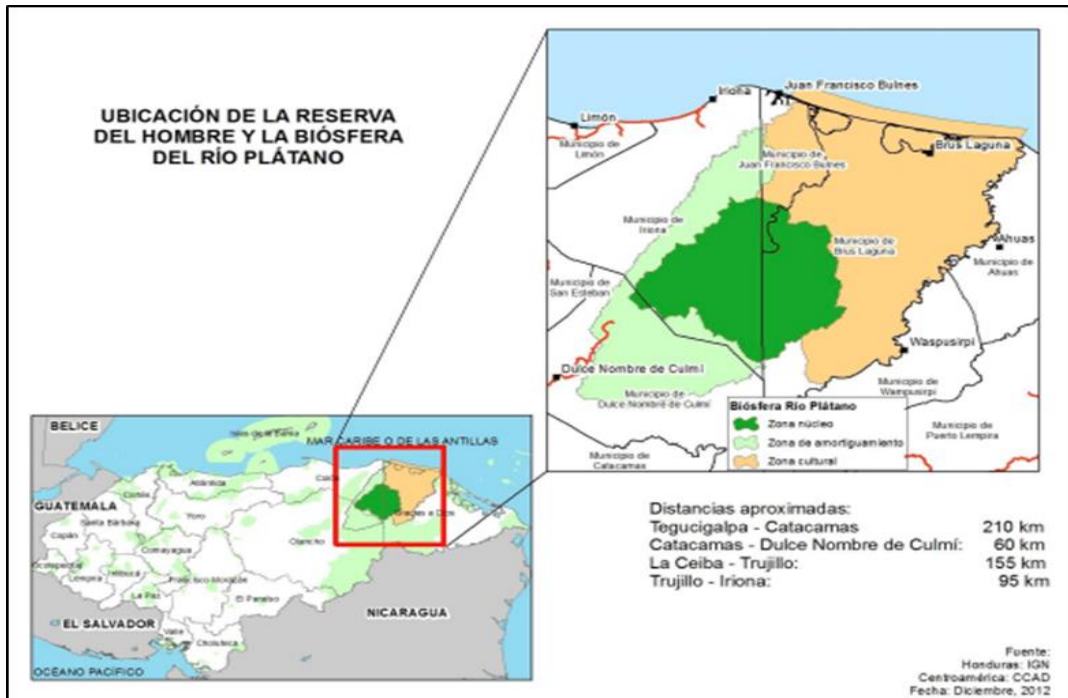 UBICACIÓN DE LA RESERVA
DEL HOMBRE Y LA BIÓSFERA
DEL RÍO PLÁTANO
Juan Francisco Bulnes
Iriona
Limón
Municipio de
Limón
Municipio de
Juan Francisco Bulnes
Brus Laguna
Municipio de
Iriona
Municipio de
Brus Laguna
Ahuas
Municipio de
Ahuas
Municipio de
San Esteban
Waspusirpi
Dulce Nombre de Culmí
Municipio de
Dulce Nombre de Culmí
Municipio de
Wampusirpi
Municipio de
Puerto Lempira
Municipio de
Catacamas
Biósfera Río Plátano
Zona núcleo
Zona de amortiguamiento
Zona cultural
BELICE
Islas de la Bahía
MAR CARIBE O DE LAS ANTILLAS
GUATEMALA
Cortés
Atlántida
Colón
Gracias a Dios
Santa Bárbara
Yoro
Copán
Olancho
Comayagua
Ocotepeque
Lempira
Intibucá
Francisco Morazán
La Paz
El Paraíso
EL SALVADOR
Valle
Choluteca
NICARAGUA
OCÉANO PACÍFICO
Distancias aproximadas:
Tegucigalpa - Catacamas 210 km
Catacamas - Dulce Nombre de Culmí: 60 km
La Ceiba - Trujillo: 155 km
Trujillo - Iriona: 95 km
Fuente:
Honduras: IGN
Centroamérica: CCAD
Fecha: Diciembre, 2012